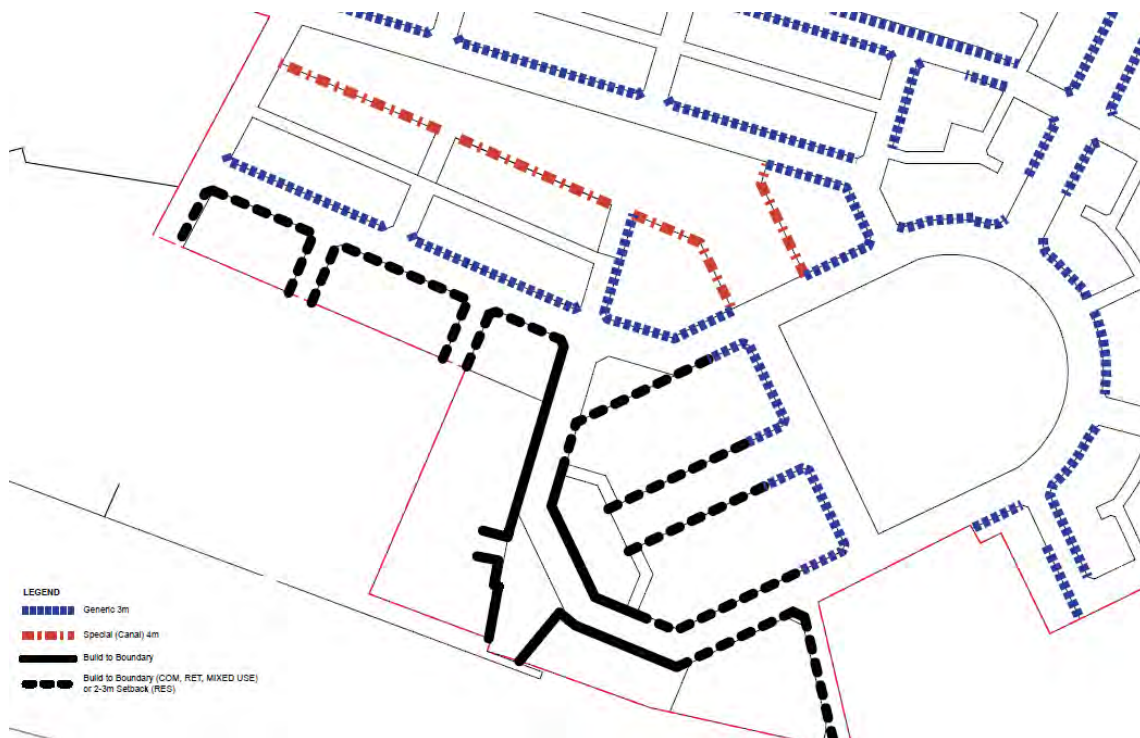 LEGEND
Generic 3m
Special (Canal) 4m
Build to Boundary
Build to Boundary (COM, RET, MIXED USE)
or 2-3m Setback (RES)